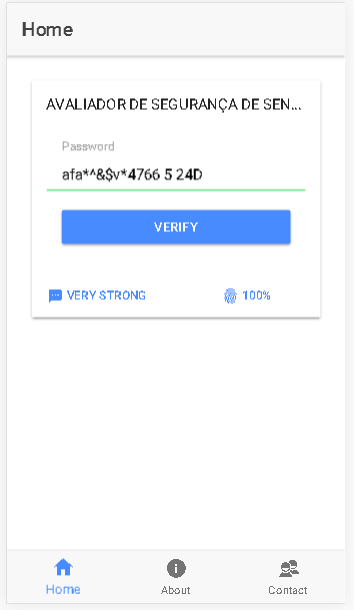 Home
AVALIADOR DE SEGURANÇA DE SEN...
Password
afa*^&$v*4766 5 24D
VERIFY
VERY STRONG
100%
Home
About
Contact